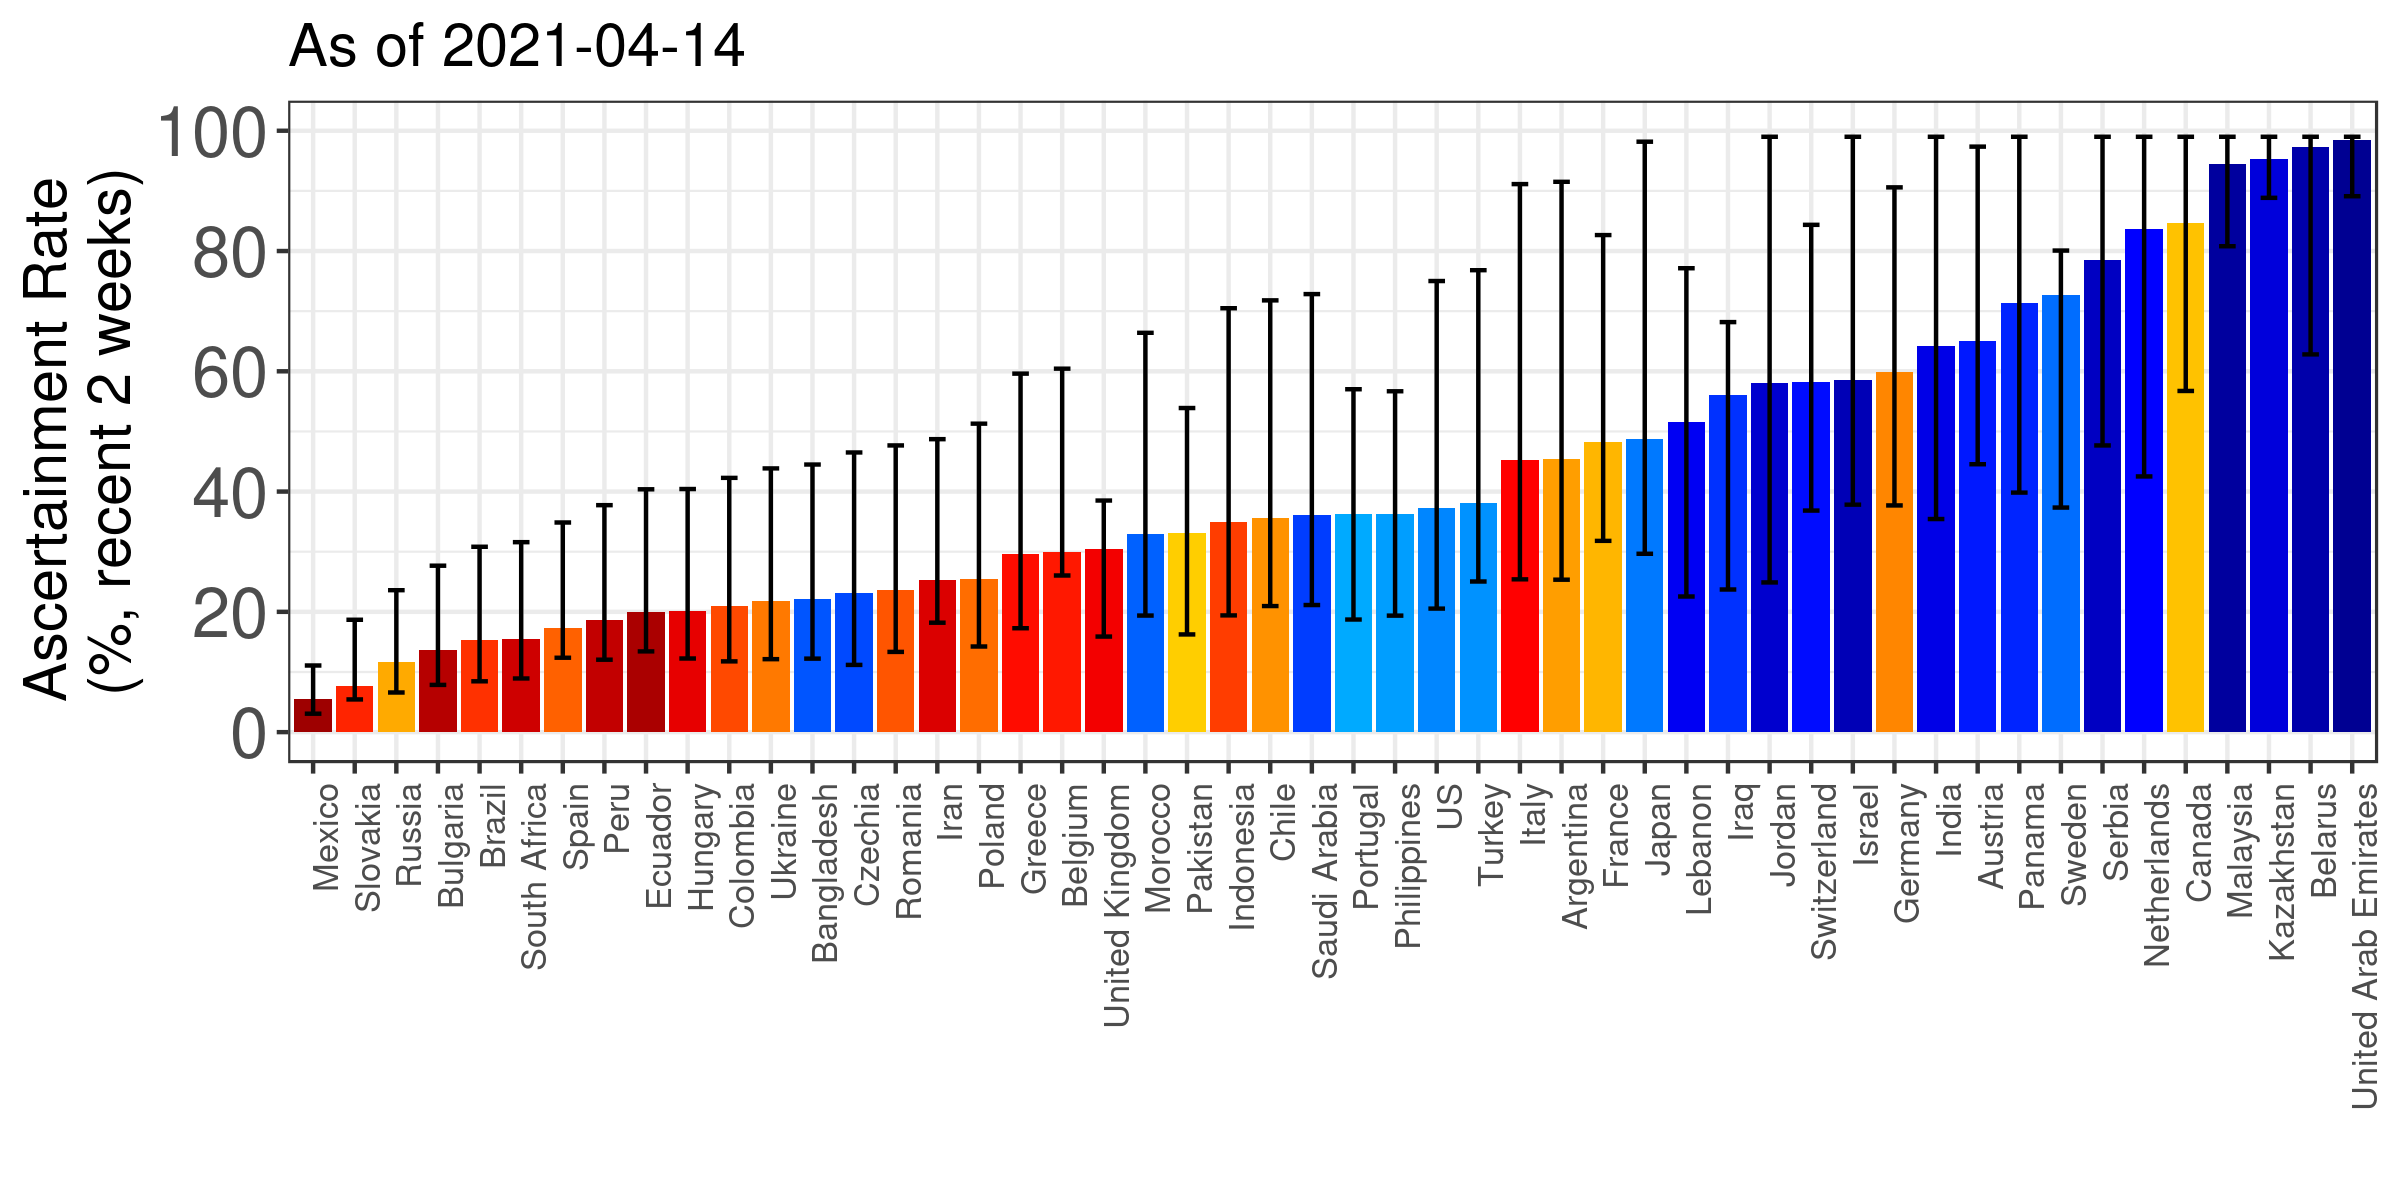 As of 2021-04-14
Ascertainment Rate
(%, recent 2 weeks)
100
80
60
40
20
0
Mexico
Slovakia
Russia
Bulgaria
Brazil
South Africa
Spain
Peru
Ecuador
Hungary
Colombia
Ukraine
Bangladesh
Czechia
Romania
Iran
Poland
Greece
Belgium
United Kingdom
Morocco
Pakistan
Indonesia
Chile
Saudi Arabia
Portugal
Philippines
US
Turkey
Italy
Argentina
France
Japan
Lebanon
Iraq
Jordan
Switzerland
Israel
Germany
India
Austria
Panama
Sweden
Serbia
Netherlands
Canada
Malaysia
Kazakhstan
Belarus
United Arab Emirates